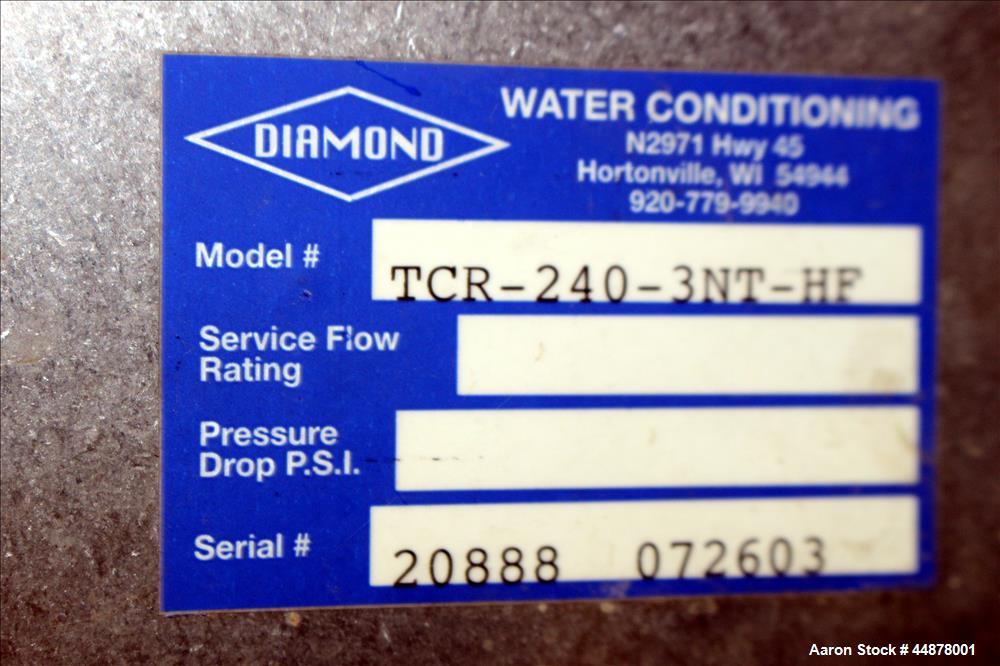 DIAMOND
WATER CONDITIONING
N2971 Hwy 45
Hortonville, WI 54944
920-779-9940
Model #
TCR-240-3NT-HF
Service Flow
Rating
Pressure
Drop P.S.I.
Serial #
20888 072603
Aaron Stock # 44878001